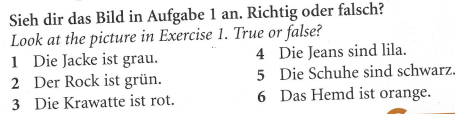 Sieh dir das Bild in Aufgabe 1 an. Richtig oder falsch?
Look at the picture in Exercise 1. True or false?
1 Die Jacke ist grau.
2 Der Rock ist grün.
3 Die Krawatte ist rot.
4 Die Jeans sind lila.
5 Die Schuhe sind schwarz.
6 Das Hemd ist orange.